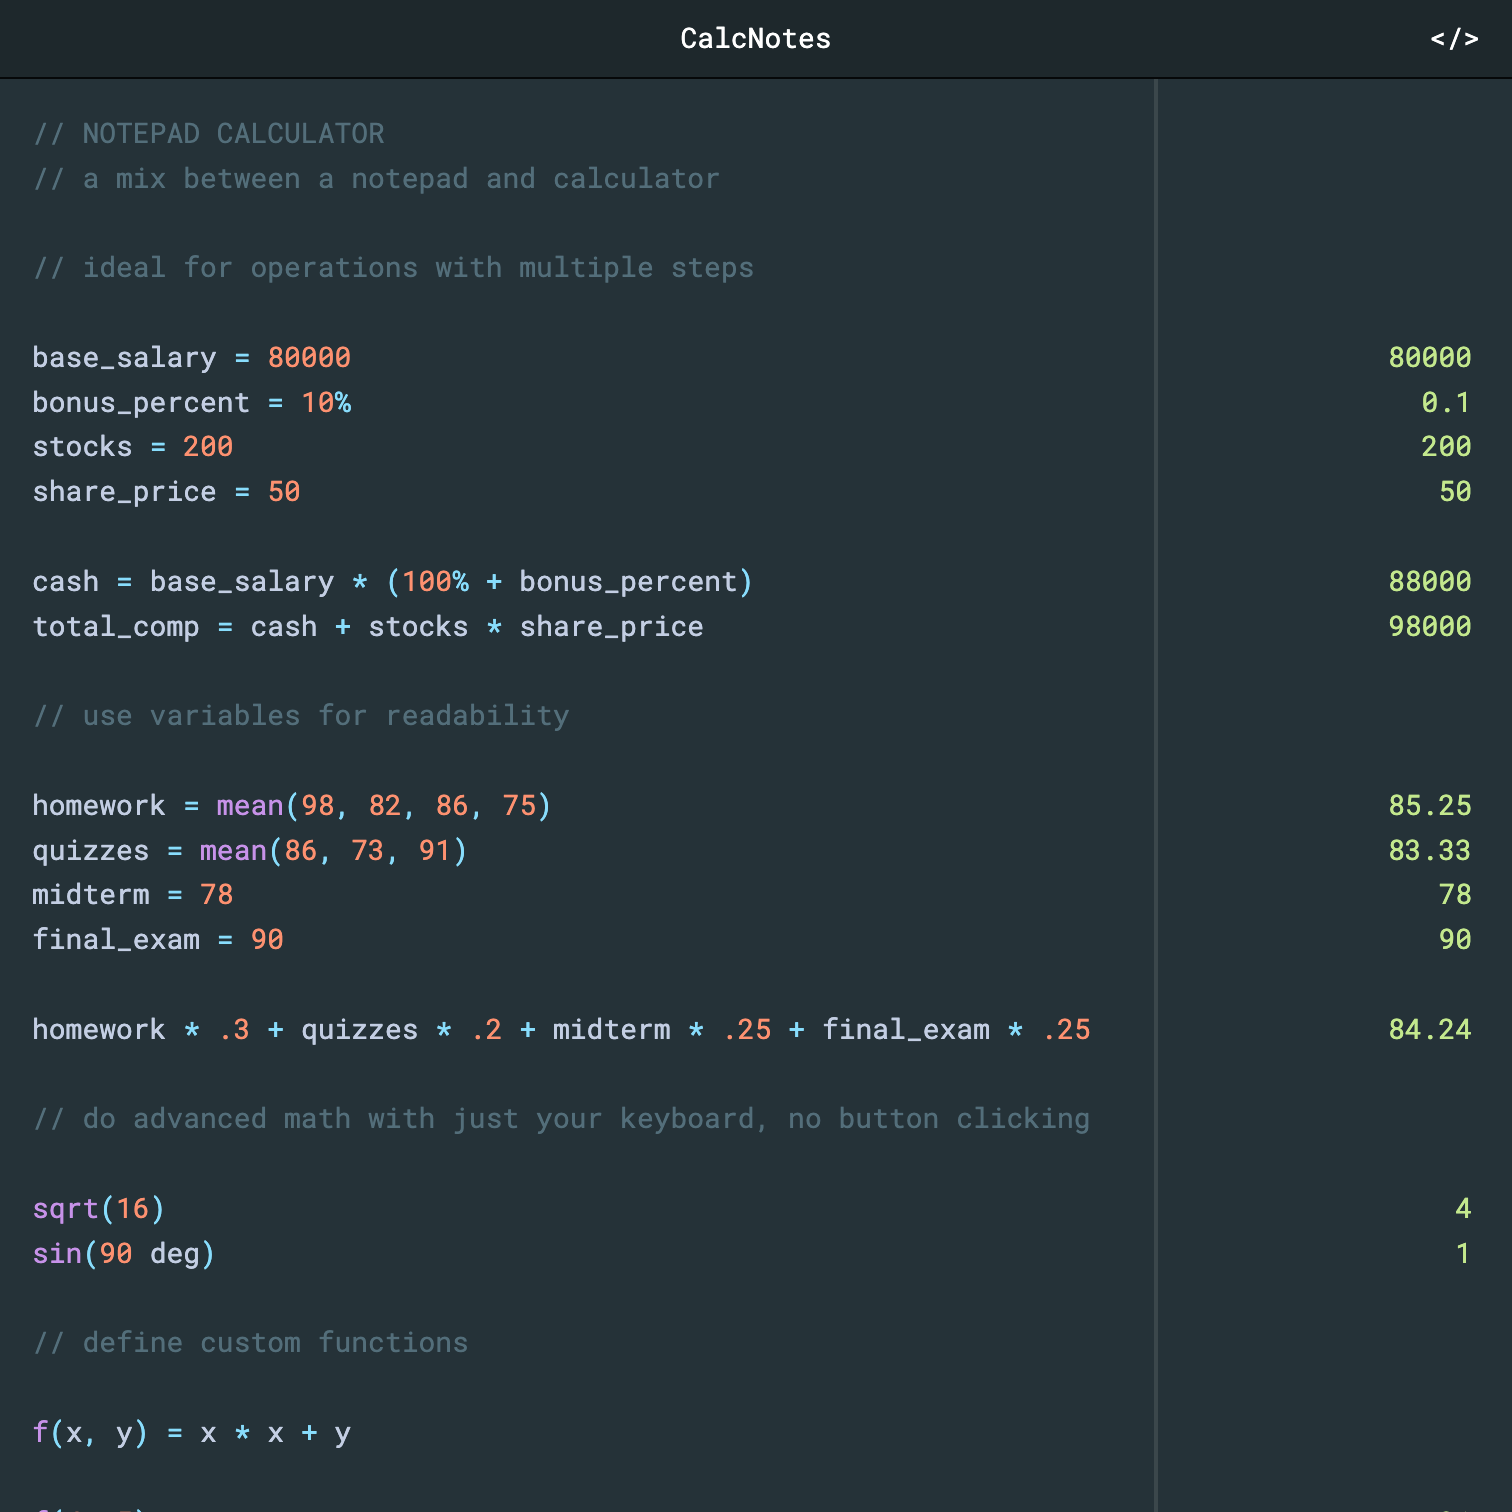 CalcNotes </>
// NOTEPAD CALCULATOR
// a mix between a notepad and calculator
// ideal for operations with multiple steps
base_salary = 80000 80000
bonus_percent = 10% 0.1
stocks = 200 200
share_price = 50 50
cash = base_salary * (100% + bonus_percent) 88000
total_comp = cash + stocks * share_price 98000
// use variables for readability
homework = mean(98, 82, 86, 75) 85.25
quizzes = mean(86, 73, 91) 83.33
midterm = 78 78
final_exam = 90 90
homework * .3 + quizzes * .2 + midterm * .25 + final_exam * .25 84.24
// do advanced math with just your keyboard, no button clicking
sqrt(16) 4
sin(90 deg) 1
// define custom functions
f(x, y) = x * x + y